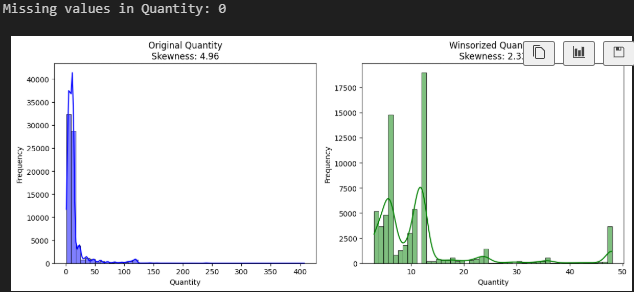 Missing values in Quantity: 0
Original Quantity
Skewness: 4.96
Frequency
40000
35000
30000
25000
20000
15000
10000
5000
0
0 50 100 150 200 250 300 350 400
Quantity
Winsorized Quan
Skewness: 2.3
Frequency
17500
15000
12500
10000
7500
5000
2500
0
10 20 30 40 50
Quantity